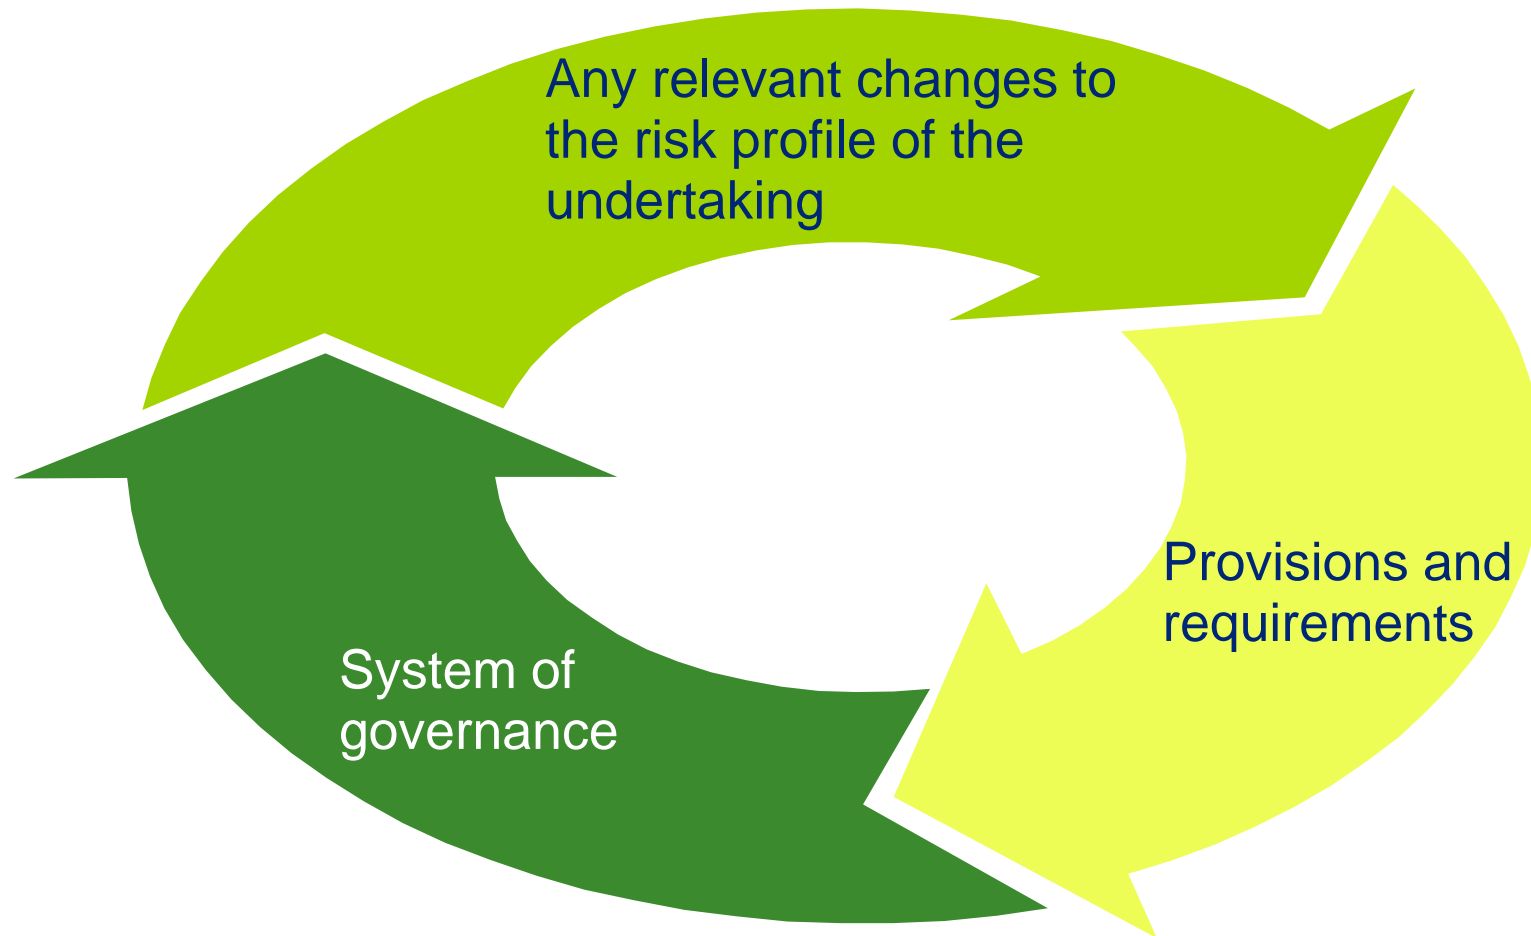 Any relevant changes to
the risk profile of the
undertaking
Provisions and
requirements
System of
governance